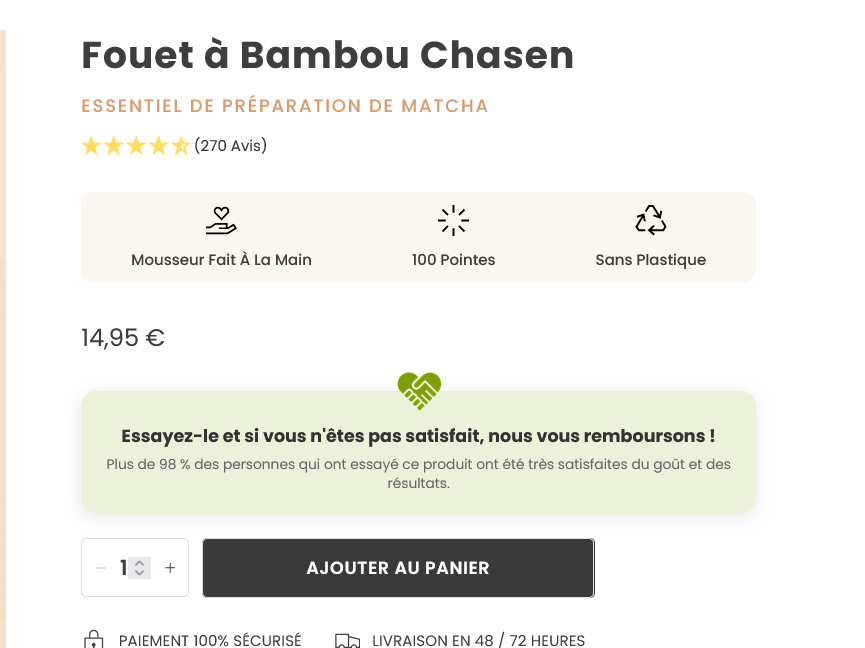 Fouet à Bambou Chasen
ESSENTIEL DE PRÉPARATION DE MATCHA
(270 Avis)
Mousseur Fait À La Main
100 Pointes
Sans Plastique
14,95 €
Essayez-le et si vous n'êtes pas satisfait, nous vous remboursons !
Plus de 98 % des personnes qui ont essayé ce produit ont été très satisfaites du goût et des
résultats.
− 1 +
AJOUTER AU PANIER
PAIEMENT 100% SÉCURISÉ
LIVRAISON EN 48 / 72 HEURES